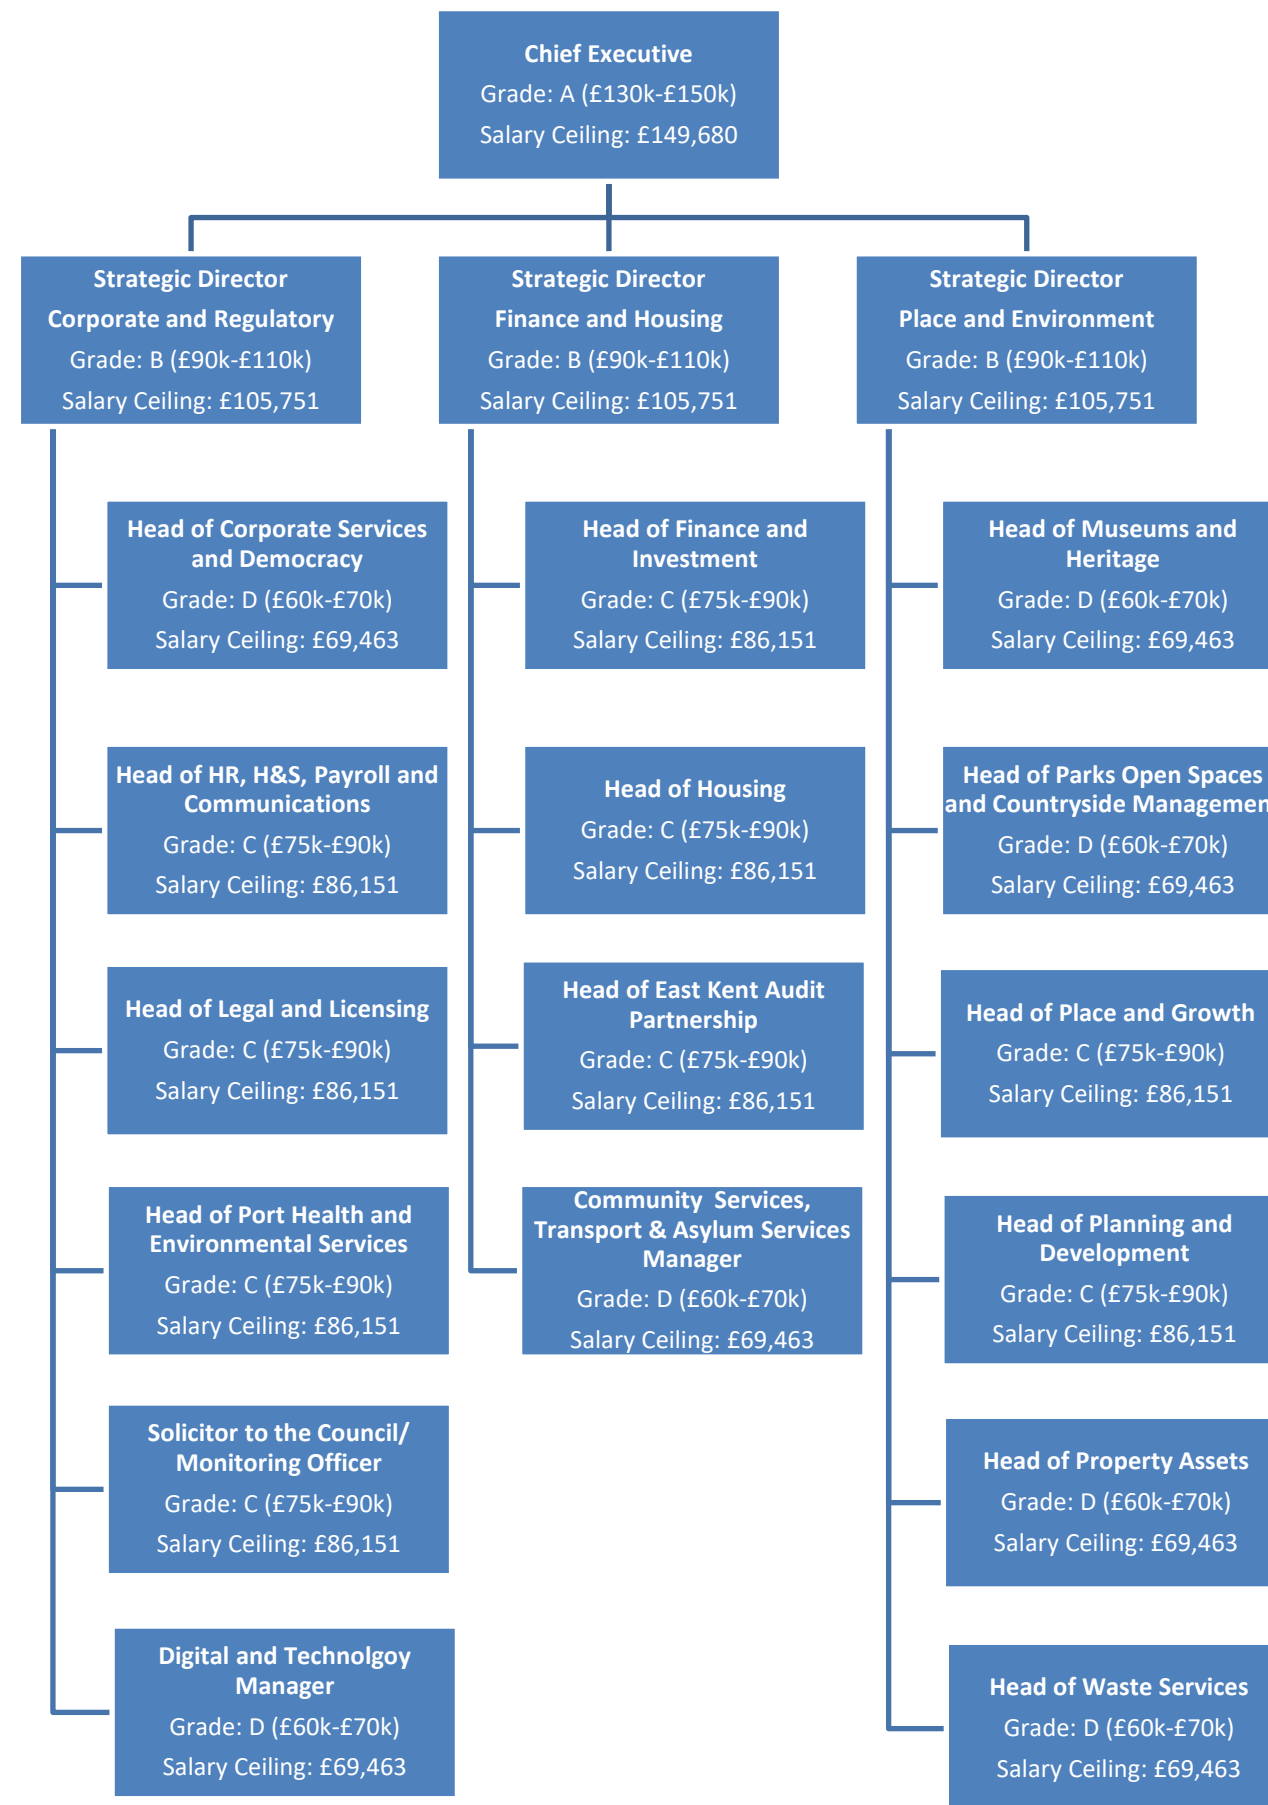 Chief Executive
Grade: A (£130k-£150k)
Salary Ceiling: £149,680
Strategic Director
Corporate and Regulatory
Grade: B (£90k-£110k)
Salary Ceiling: £105,751
Head of Corporate Services
and Democracy
Grade: D (£60k-£70k)
Salary Ceiling: £69,463
Head of HR, H&S, Payroll and
Communications
Grade: C (£75k-£90k)
Salary Ceiling: £86,151
Head of Legal and Licensing
Grade: C (£75k-£90k)
Salary Ceiling: £86,151
Head of Port Health and
Environmental Services
Grade: C (£75k-£90k)
Salary Ceiling: £86,151
Solicitor to the Council/
Monitoring Officer
Grade: C (£75k-£90k)
Salary Ceiling: £86,151
Digital and Technolgoy
Manager
Grade: D (£60k-£70k)
Salary Ceiling: £69,463
Strategic Director
Finance and Housing
Grade: B (£90k-£110k)
Salary Ceiling: £105,751
Head of Finance and
Investment
Grade: C (£75k-£90k)
Salary Ceiling: £86,151
Head of Housing
Grade: C (£75k-£90k)
Salary Ceiling: £86,151
Head of East Kent Audit
Partnership
Grade: C (£75k-£90k)
Salary Ceiling: £86,151
Community Services,
Transport & Asylum Services
Manager
Grade: D (£60k-£70k)
Salary Ceiling: £69,463
Strategic Director
Place and Environment
Grade: B (£90k-£110k)
Salary Ceiling: £105,751
Head of Museums and
Heritage
Grade: D (£60k-£70k)
Salary Ceiling: £69,463
Head of Parks Open Spaces
and Countryside Managemen
Grade: D (£60k-£70k)
Salary Ceiling: £69,463
Head of Place and Growth
Grade: C (£75k-£90k)
Salary Ceiling: £86,151
Head of Planning and
Development
Grade: C (£75k-£90k)
Salary Ceiling: £86,151
Head of Property Assets
Grade: D (£60k-£70k)
Salary Ceiling: £69,463
Head of Waste Services
Grade: D (£60k-£70k)
Salary Ceiling: £69,463